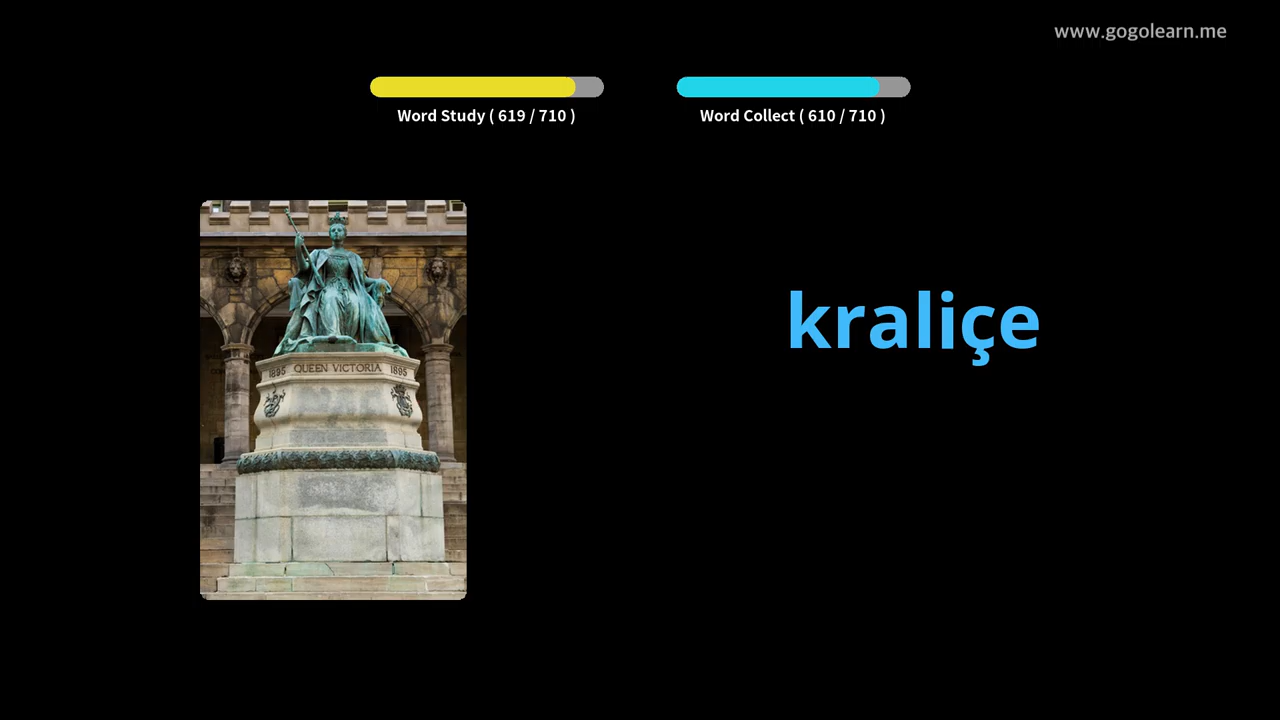 www.gogolearn.me
Word Study ( 619 / 710 )
Word Collect ( 610 / 710 )
kraliçe
1895 QUEEN VICTORIA 1895